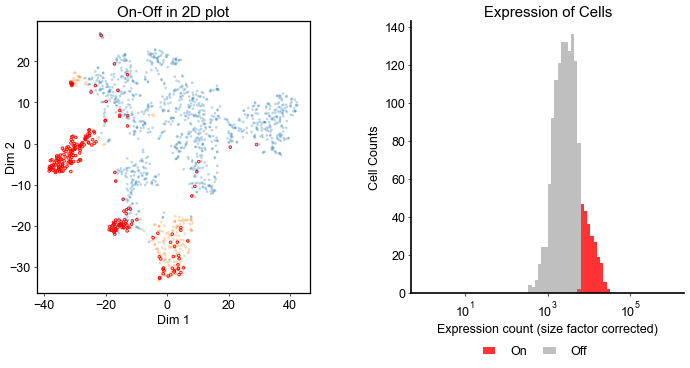 On-Off in 2D plot
20
10
0
−10
−20
−30
Dim 2
−40
−20
0
20
40
Dim 1
Expression of Cells
140
120
100
80
60
40
20
0
Cell Counts
10^1
10^3
10^5
Expression count (size factor corrected)
On
Off